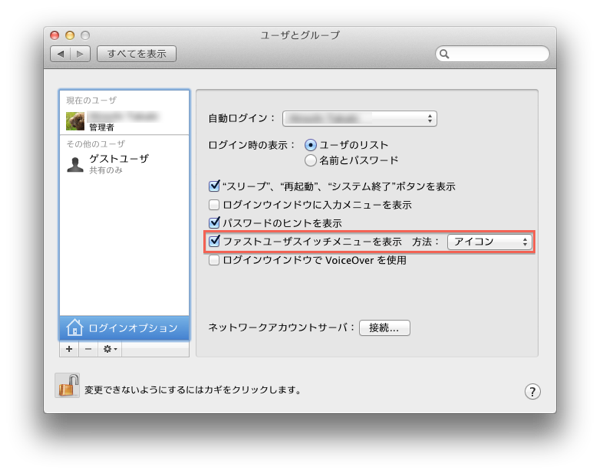 ユーザとグループ
すべてを表示
現在のユーザ
管理者
その他のユーザ
ゲストユーザ
共有のみ
ログインオプション
自動ログイン：
ログイン時の表示： ユーザのリスト
名前とパスワード
“スリープ”、“再起動”、“システム終了”ボタンを表示
ログインウインドウに入力メニューを表示
パスワードのヒントを表示
ファストユーザスイッチメニューを表示 方法： アイコン
ログインウインドウで VoiceOver を使用
ネットワークアカウントサーバ： 接続...
変更できないようにするにはカギをクリックします。
?